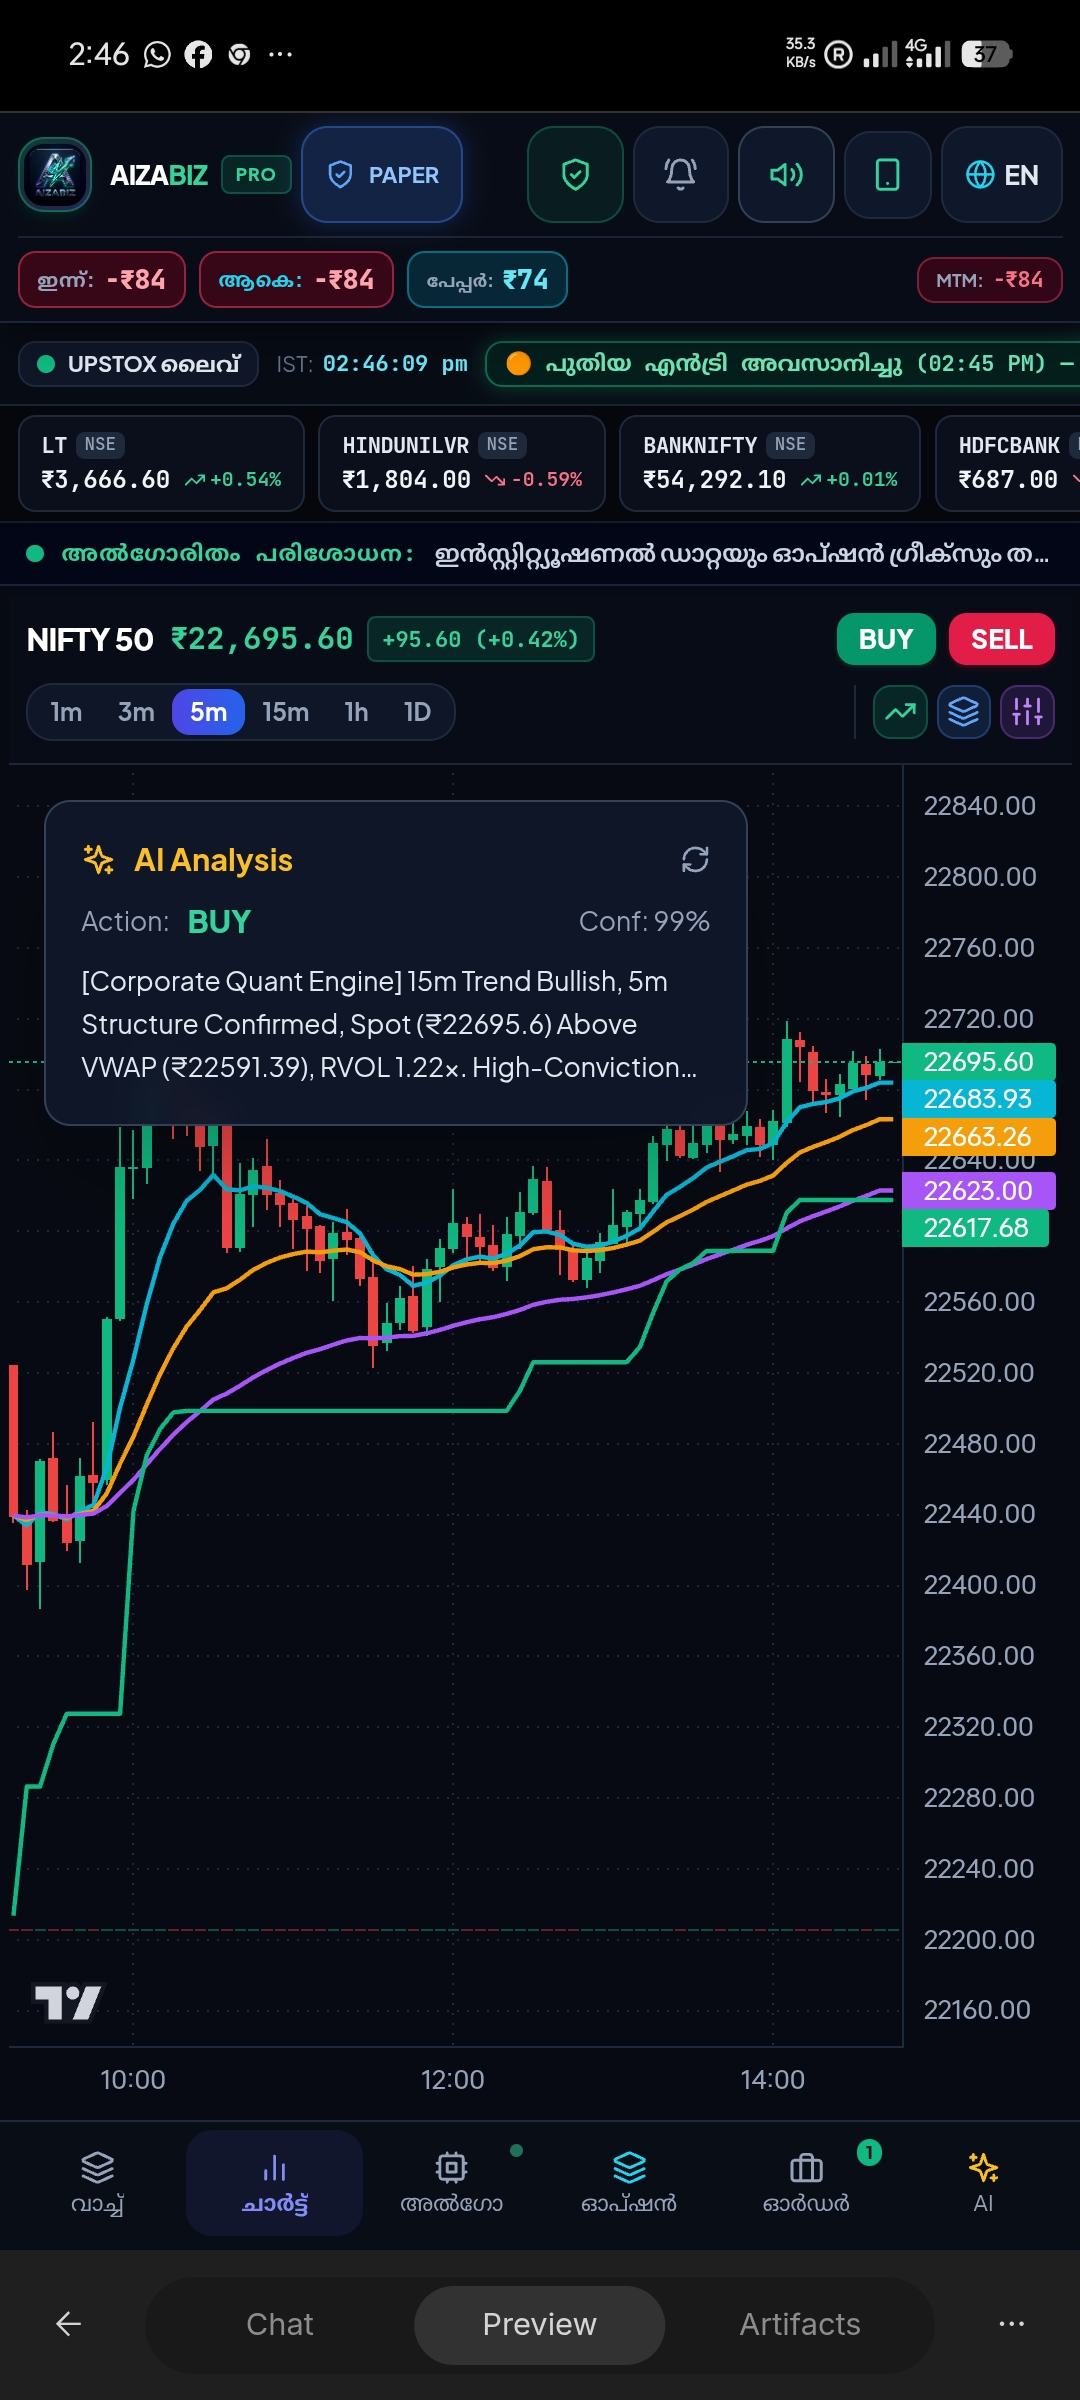 2:46
35.3 KB/s R 4G 37
AIZABIZ PRO PAPER EN
ഇന്ന്: -₹84 ആകെ: -₹84 പേപ്പർ: ₹74 MTM: -₹84
UPSTOX ലൈവ് IST: 02:46:09 pm പുതിയ എൻട്രി അവസാനിച്ചു (02:45 PM) –
LT NSE HINDUNILVR NSE BANKNIFTY NSE HDFCBANK
₹3,666.60 +0.54% ₹1,804.00 -0.59% ₹54,292.10 +0.01% ₹687.00
അൽഗോരിതം പരിശോധന: ഇൻസ്റ്റിറ്റ്യൂഷണൽ ഡാറ്റയും ഓപ്ഷൻ ഗ്രീക്സും ത...
NIFTY 50 ₹22,695.60 +95.60 (+0.42%) BUY SELL
1m 3m 5m 15m 1h 1D
AI Analysis
Action: BUY Conf: 99%
[Corporate Quant Engine] 15m Trend Bullish, 5m
Structure Confirmed, Spot (₹22695.6) Above
VWAP (₹22591.39), RVOL 1.22×. High-Conviction...
22840.00
22800.00
22760.00
22720.00
22695.60
22683.93
22663.26
22640.00
22623.00
22617.68
22560.00
22520.00
22480.00
22440.00
22400.00
22360.00
22320.00
22280.00
22240.00
22200.00
22160.00
10:00 12:00 14:00
1
വാച്ച് ചാർട്ട് അൽഗോ ഓപ്ഷൻ ഓർഡർ AI
Chat Preview Artifacts